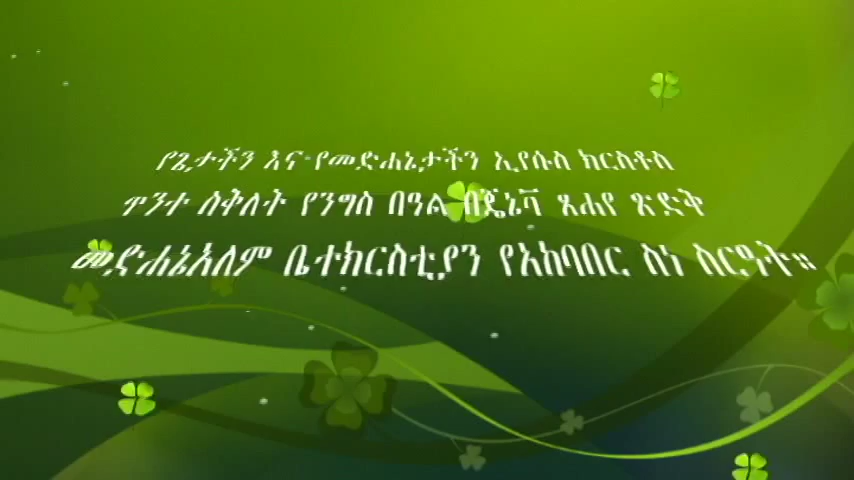 የጌታችን እና የመድሐኒታችን ኢየሱስ ክርስቶስ
ጥንተ ስቅለት የንግስ በዓል በጄኔቫ ጸሐየ ጽድቅ
መድሐኔአለም ቤተክርስቲያን የአከባበር ስነ ስርዓት።